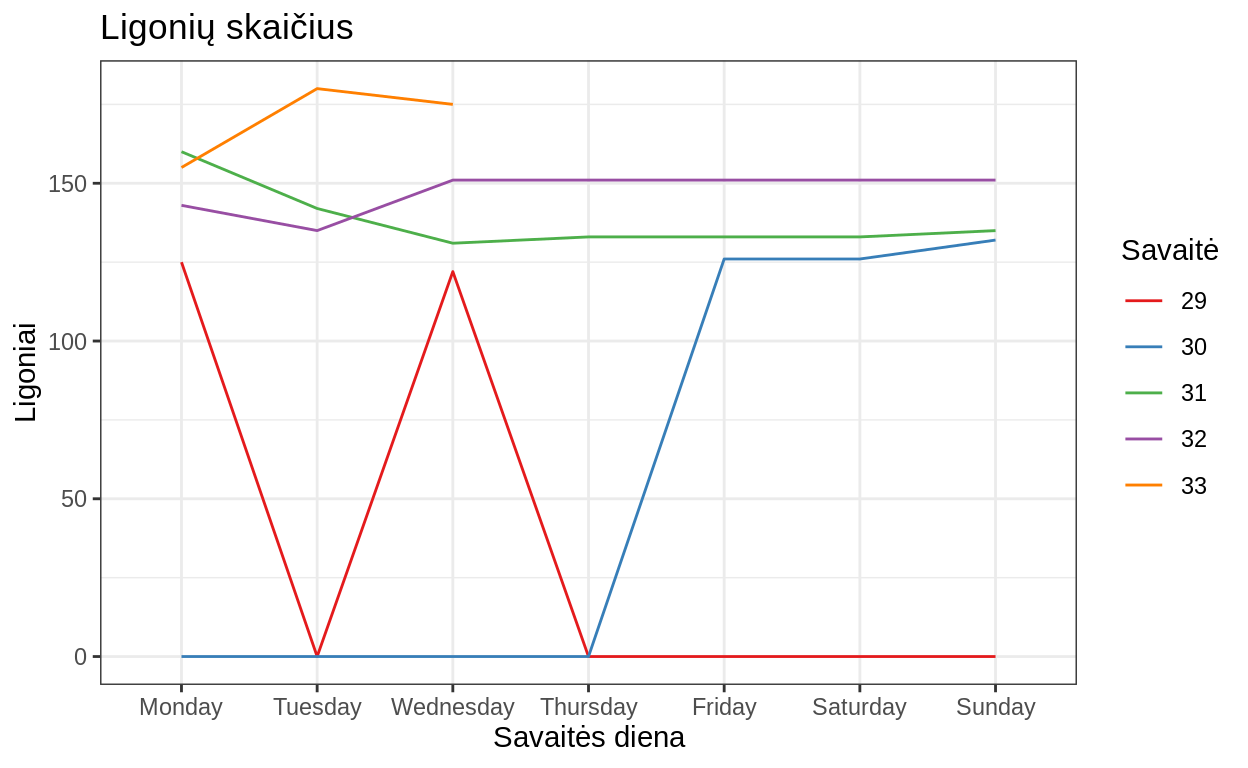 Ligonių skaičius
Ligoniai
150
100
50
0
Monday Tuesday Wednesday Thursday Friday Saturday Sunday
Savaitės diena
Savaitė
29
30
31
32
33